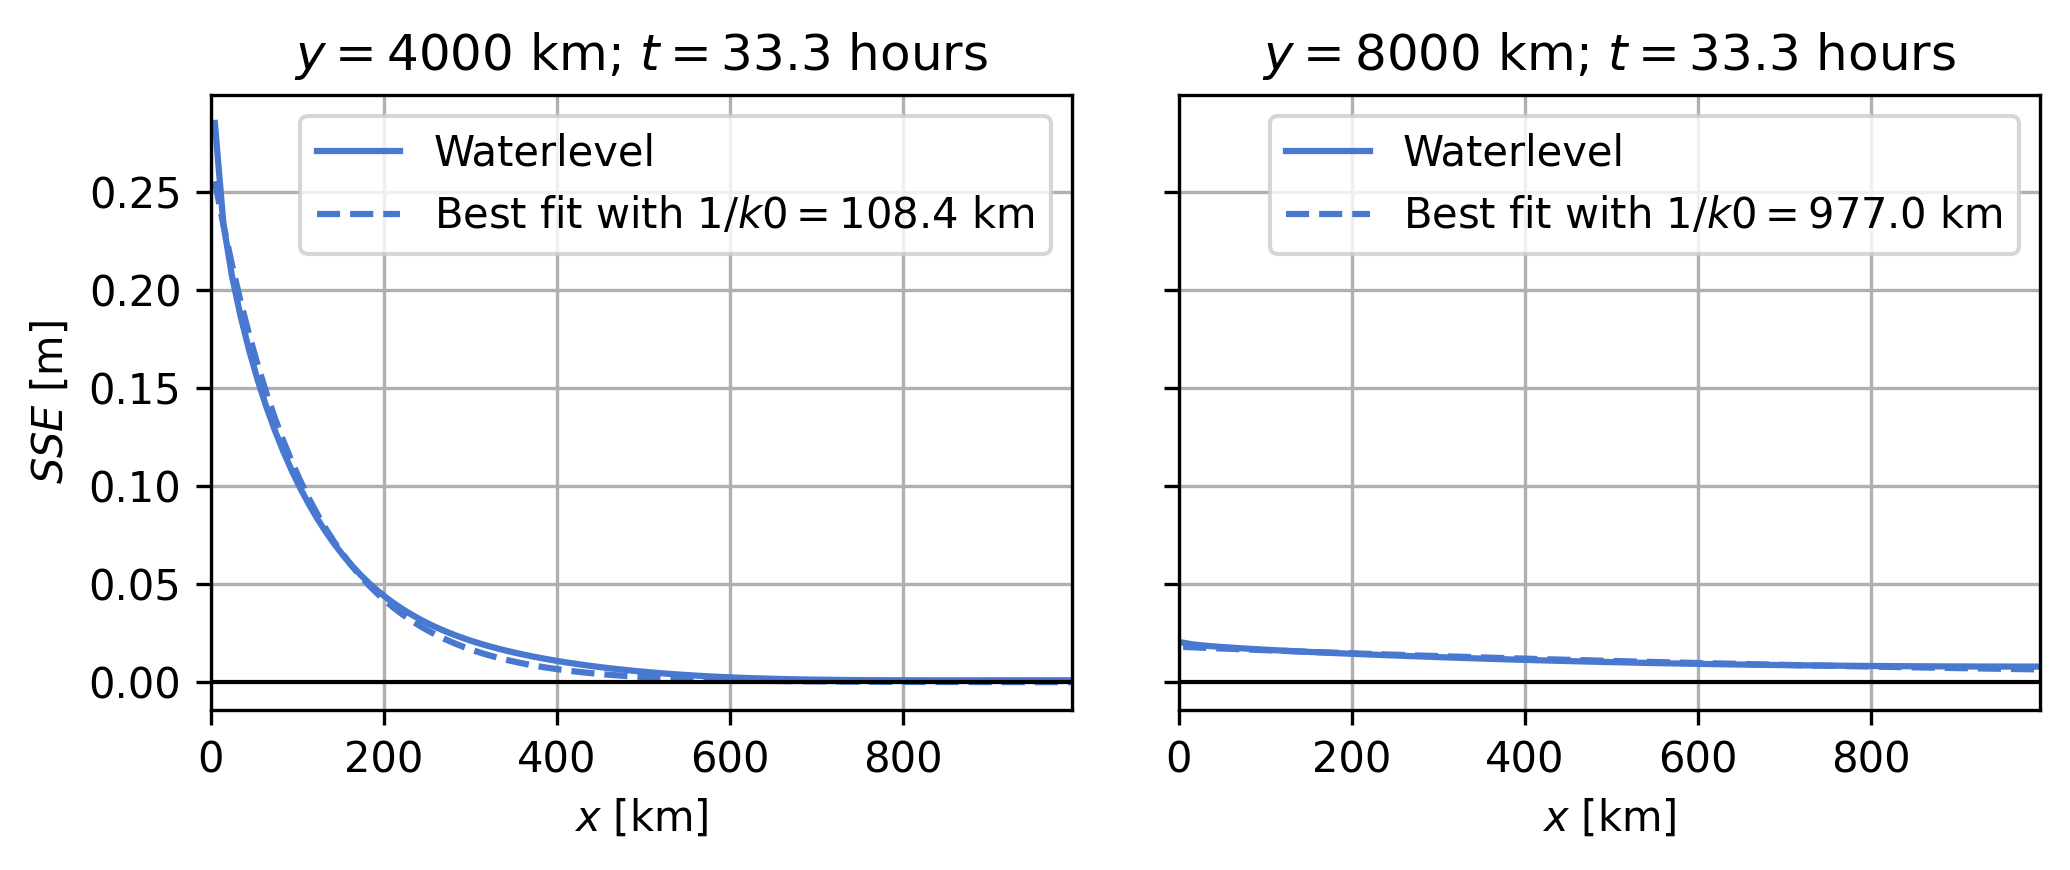 y = 4000 km; t = 33.3 hours
Waterlevel
Best fit with 1/k0 = 108.4 km
0.25
0.20
0.15
0.10
0.05
0.00
SSE [m]
0 200 400 600 800
x [km]
y = 8000 km; t = 33.3 hours
Waterlevel
Best fit with 1/k0 = 977.0 km
0 200 400 600 800
x [km]